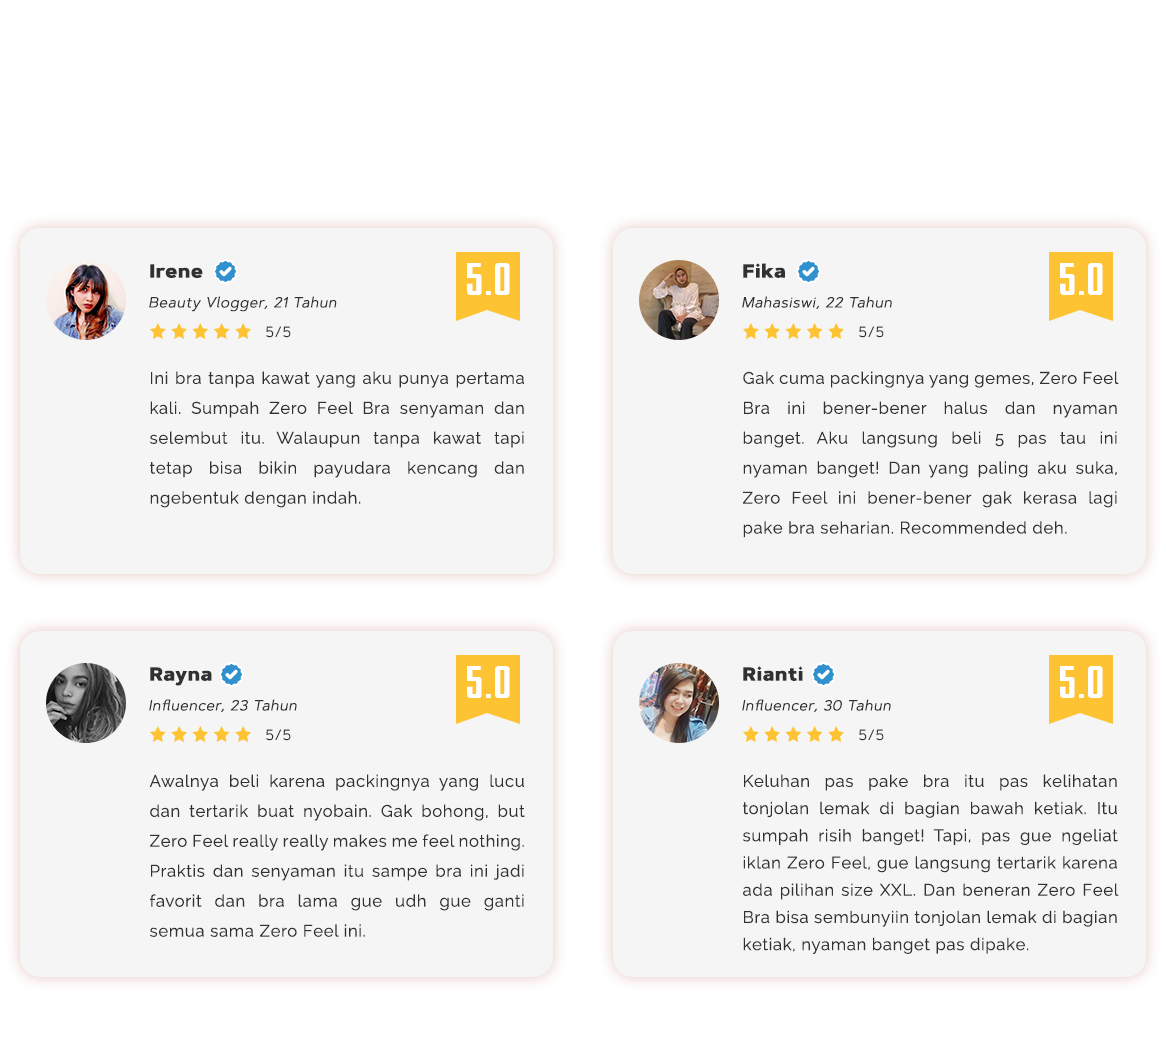 Irene
5.0
Beauty Vlogger, 21 Tahun
5/5
Ini bra tanpa kawat yang aku punya pertama
kali. Sumpah Zero Feel Bra senyaman dan
selembut itu. Walaupun tanpa kawat tapi
tetap bisa bikin payudara kencang dan
ngebentuk dengan indah.
Fika
5.0
Mahasiswi, 22 Tahun
5/5
Gak cuma packingnya yang gemes, Zero Feel
Bra ini bener-bener halus dan nyaman
banget. Aku langsung beli 5 pas tau ini
nyaman banget! Dan yang paling aku suka,
Zero Feel ini bener-bener gak kerasa lagi
pake bra seharian. Recommended deh.
Rayna
5.0
Influencer, 23 Tahun
5/5
Awalnya beli karena packingnya yang lucu
dan tertarik buat nyobain. Gak bohong, but
Zero Feel really really makes me feel nothing.
Praktis dan senyaman itu sampe bra ini jadi
favorit dan bra lama gue udh gue ganti
semua sama Zero Feel ini.
Rianti
5.0
Influencer, 30 Tahun
5/5
Keluhan pas pake bra itu pas kelihatan
tonjolan lemak di bagian bawah ketiak. Itu
sumpah risih banget! Tapi, pas gue ngeliat
iklan Zero Feel, gue langsung tertarik karena
ada pilihan size XXL. Dan beneran Zero Feel
Bra bisa sembunyiin tonjolan lemak di bagian
ketiak, nyaman banget pas dipake.